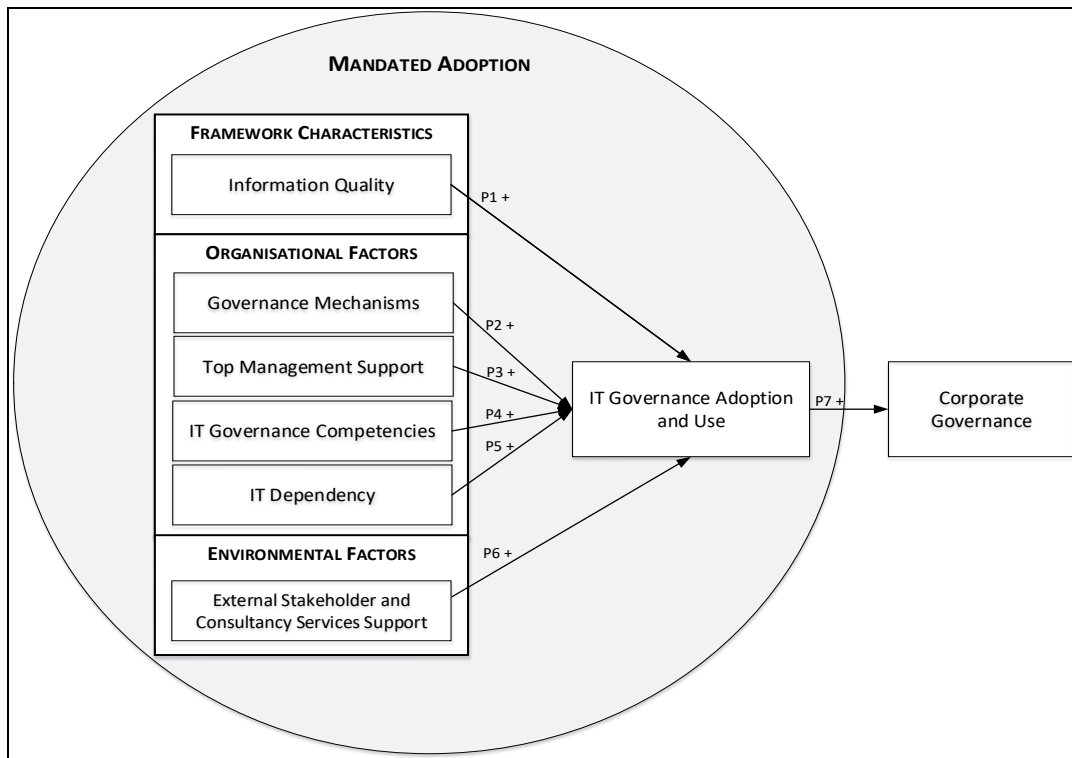 MANDATED ADOPTION
FRAMEWORK CHARACTERISTICS
Information Quality
P1 +
ORGANISATIONAL FACTORS
Governance Mechanisms
P2 +
Top Management Support
P3 +
IT Governance Competencies
P4 +
IT Dependency
P5 +
ENVIRONMENTAL FACTORS
External Stakeholder and
Consultancy Services Support
P6 +
IT Governance Adoption
and Use
P7 +
Corporate
Governance